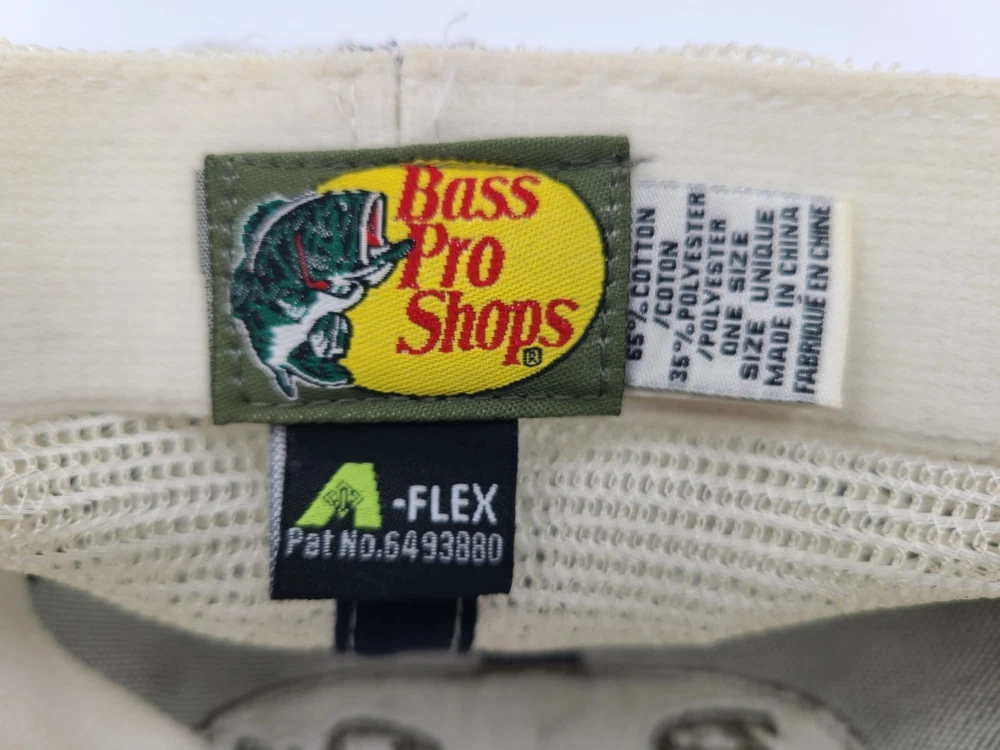 Bass
Pro
Shops®
65% COTTON
/COTON
35% POLYESTER
/POLYESTER
ONE SIZE
SIZE UNIQUE
MADE IN CHINA
FABRIQUÉ EN CHINE
A-FLEX
Pat No.6493880